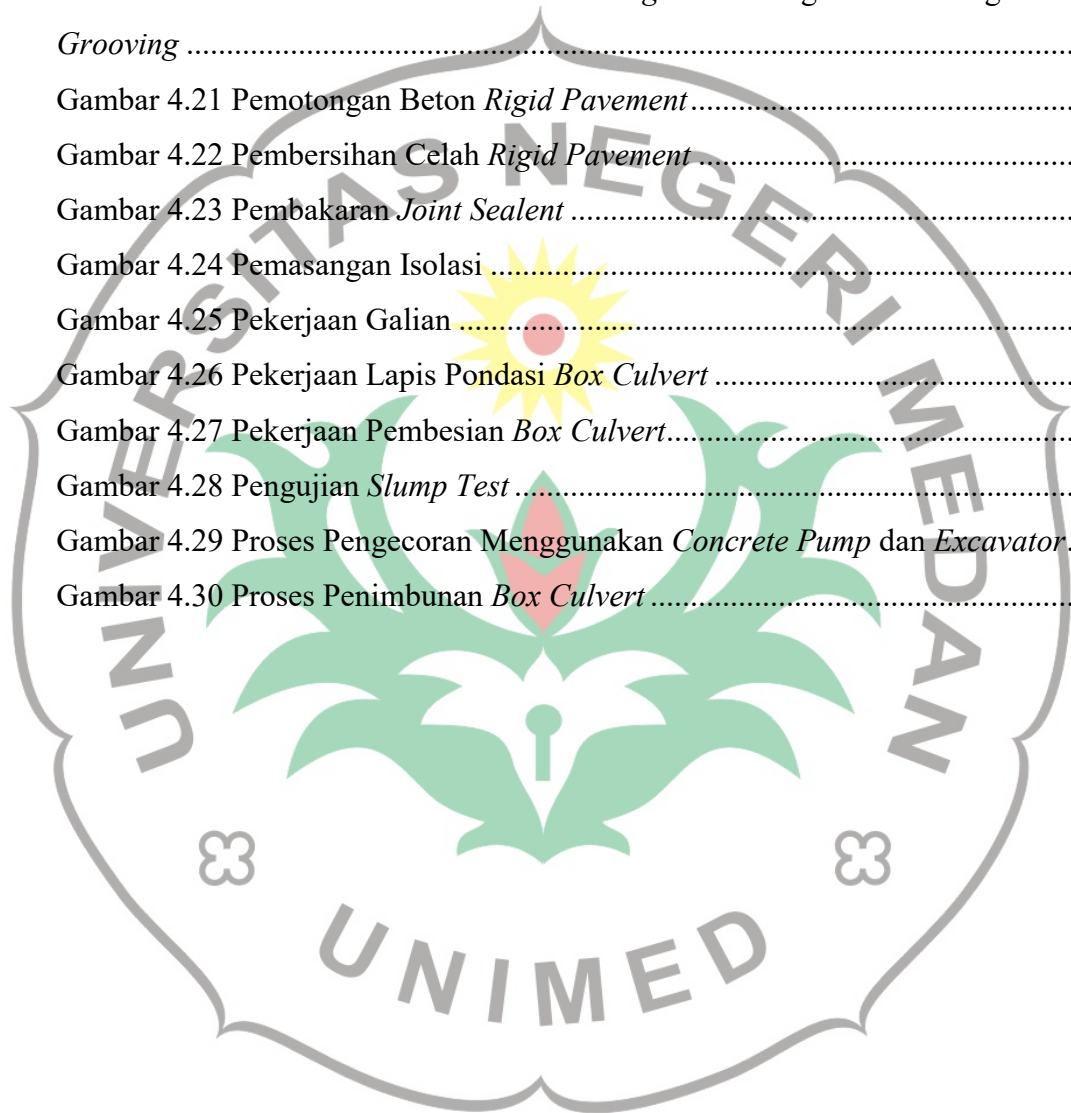 Grooving ............................................................
Gambar 4.21 Pemotongan Beton Rigid Pavement ............................................................
Gambar 4.22 Pembersihan Celah Rigid Pavement ............................................................
Gambar 4.23 Pembakaran Joint Sealent ............................................................
Gambar 4.24 Pemasangan Isolasi ............................................................
Gambar 4.25 Pekerjaan Galian ............................................................
Gambar 4.26 Pekerjaan Lapis Pondasi Box Culvert ............................................................
Gambar 4.27 Pekerjaan Pembesian Box Culvert ............................................................
Gambar 4.28 Pengujian Slump Test ............................................................
Gambar 4.29 Proses Pengecoran Menggunakan Concrete Pump dan Excavator.
Gambar 4.30 Proses Penimbunan Box Culvert ............................................................
UNIVERSITAS NEGERI MEDAN
UNIMED